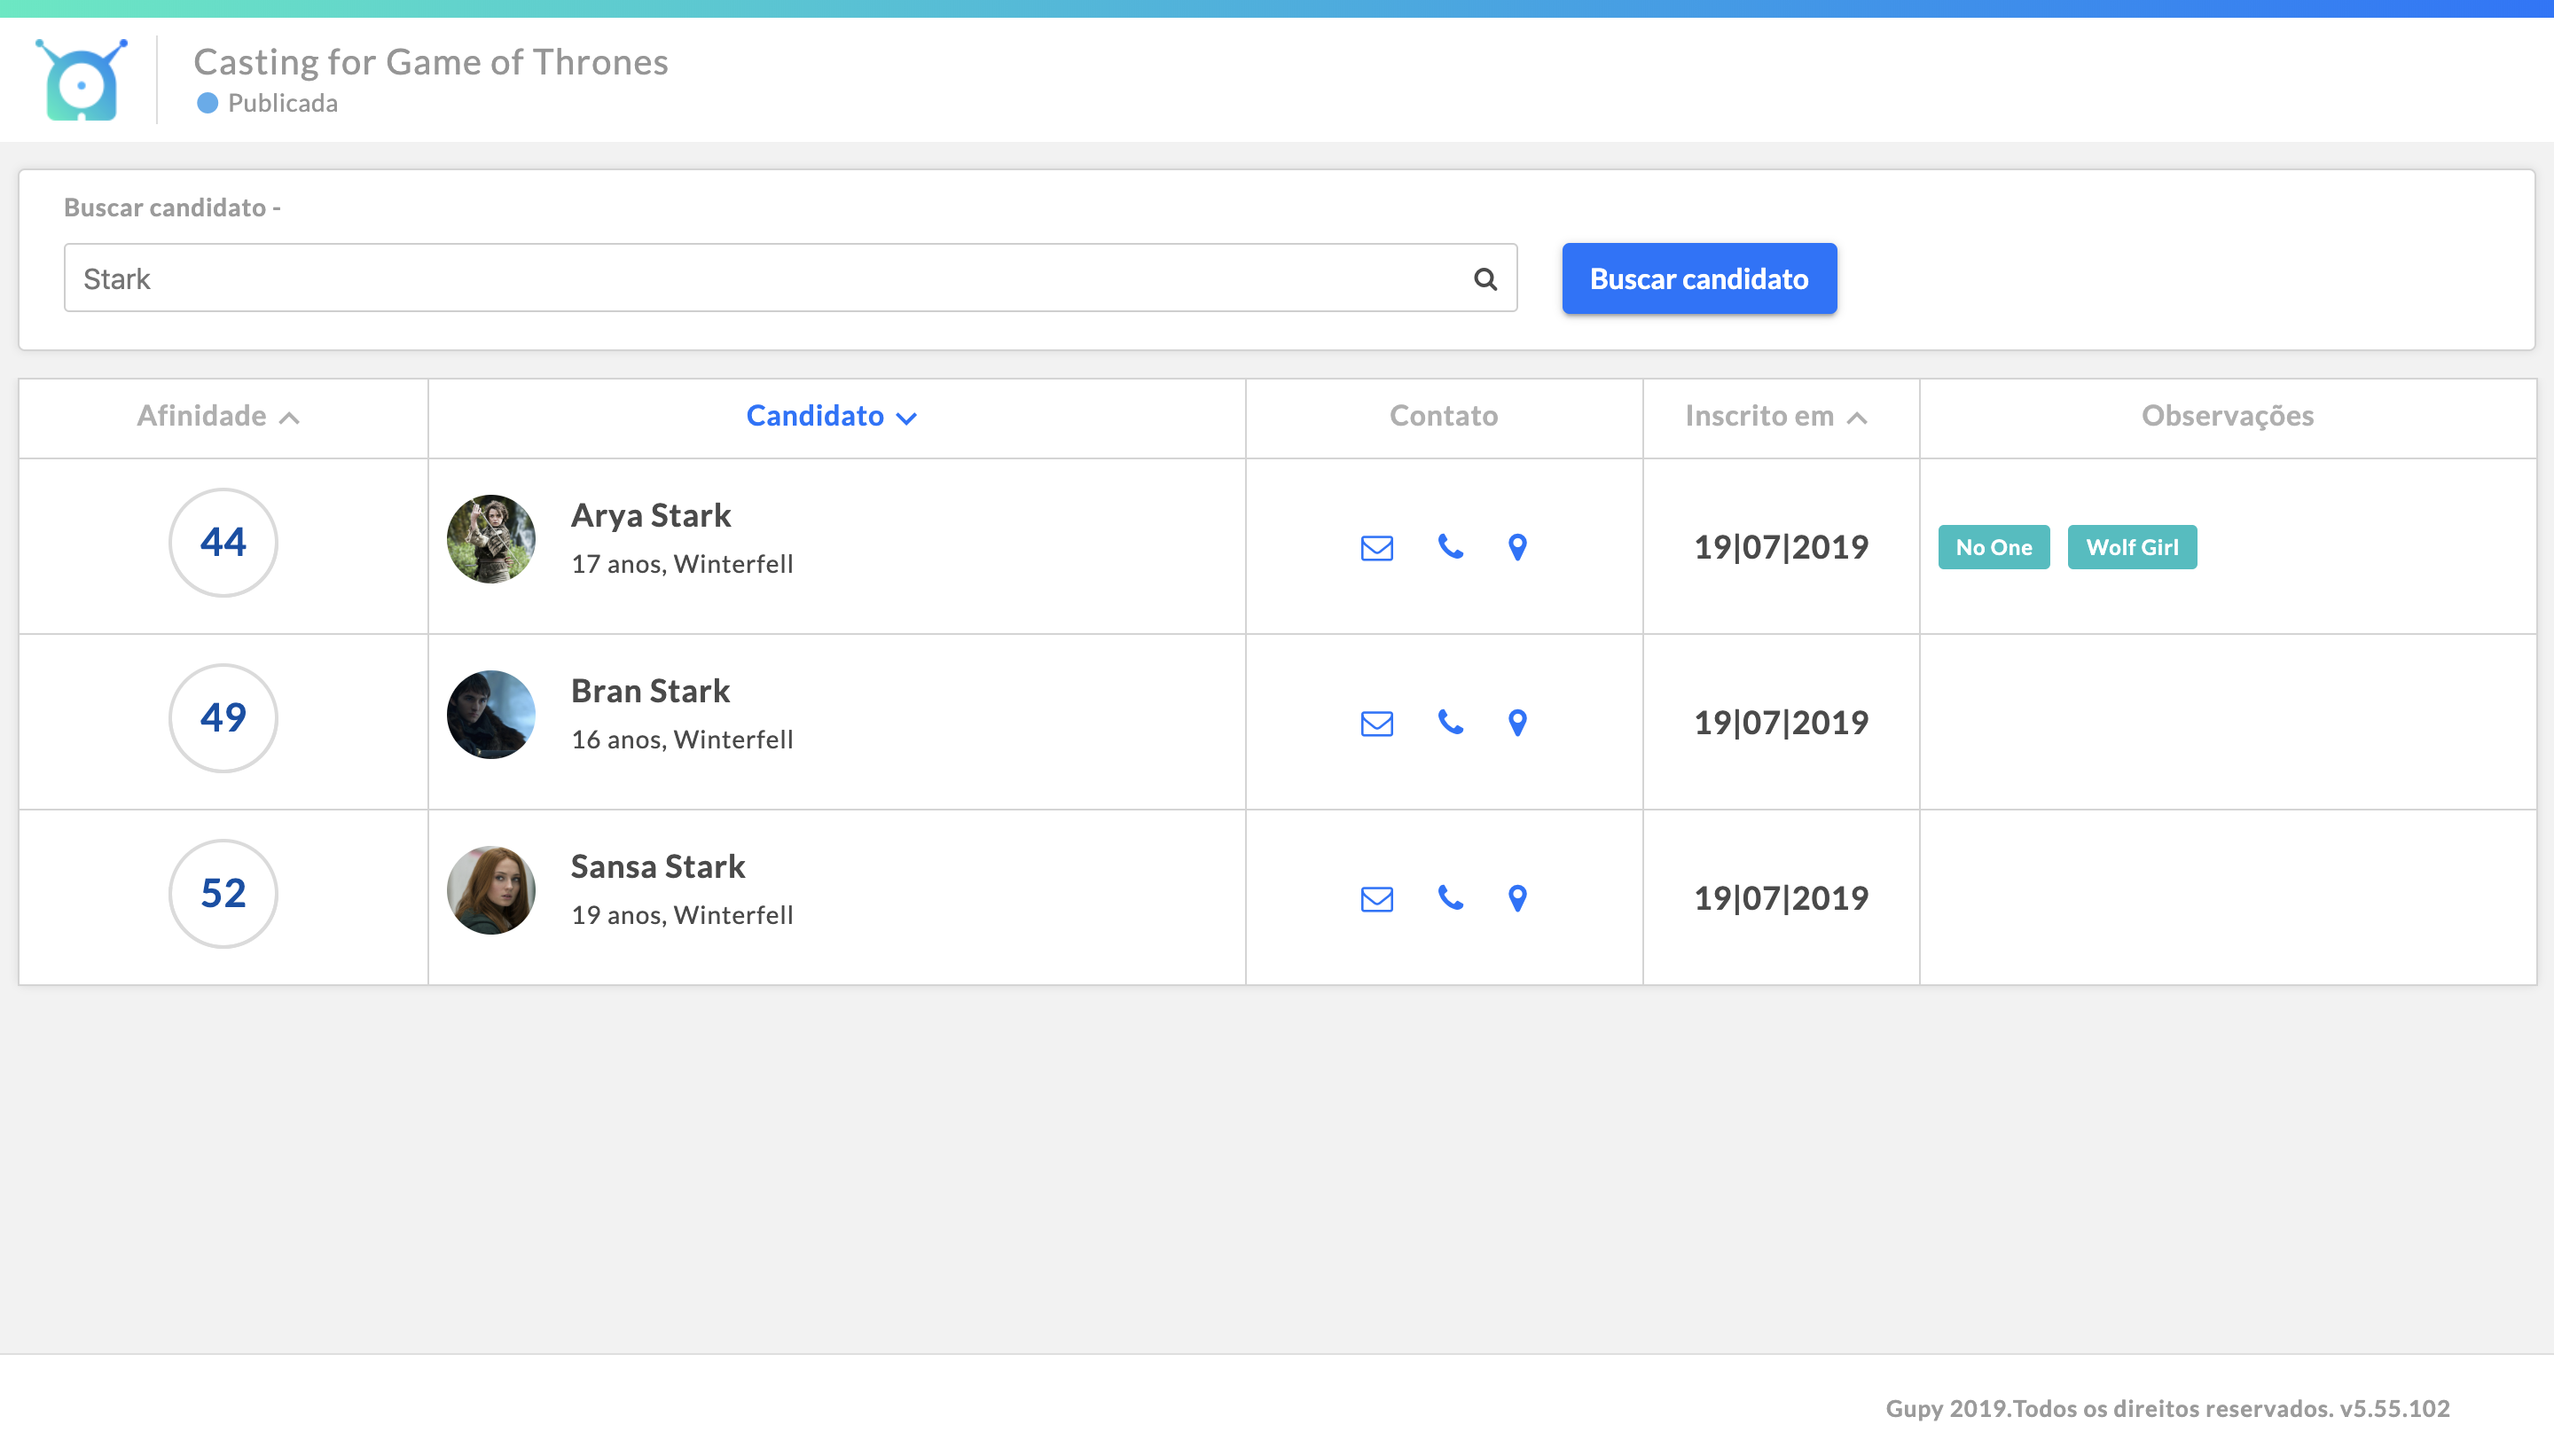 Casting for Game of Thrones
Publicada
Buscar candidato -
Stark
Buscar candidato
Afinidade Candidato Contato Inscrito em Observações
44 Arya Stark 19|07|2019 No One Wolf Girl
17 anos, Winterfell
49 Bran Stark 19|07|2019
16 anos, Winterfell
52 Sansa Stark 19|07|2019
19 anos, Winterfell
Gupy 2019.Todos os direitos reservados. v5.55.102